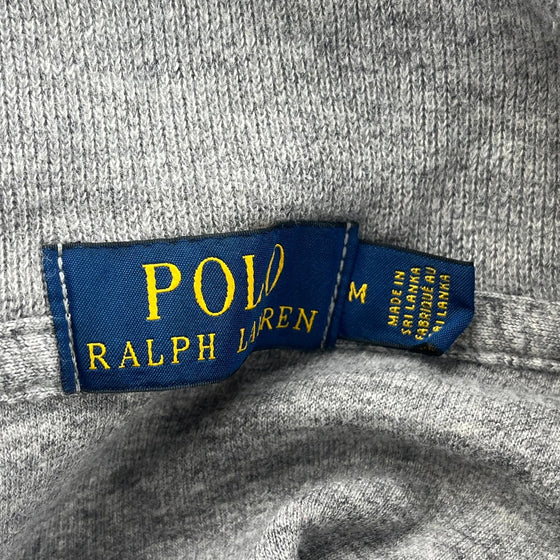 POLO
RALPH LAUREN
M
MADE IN
SRI LANKA
FABRIQUÉ AU
SRI LANKA